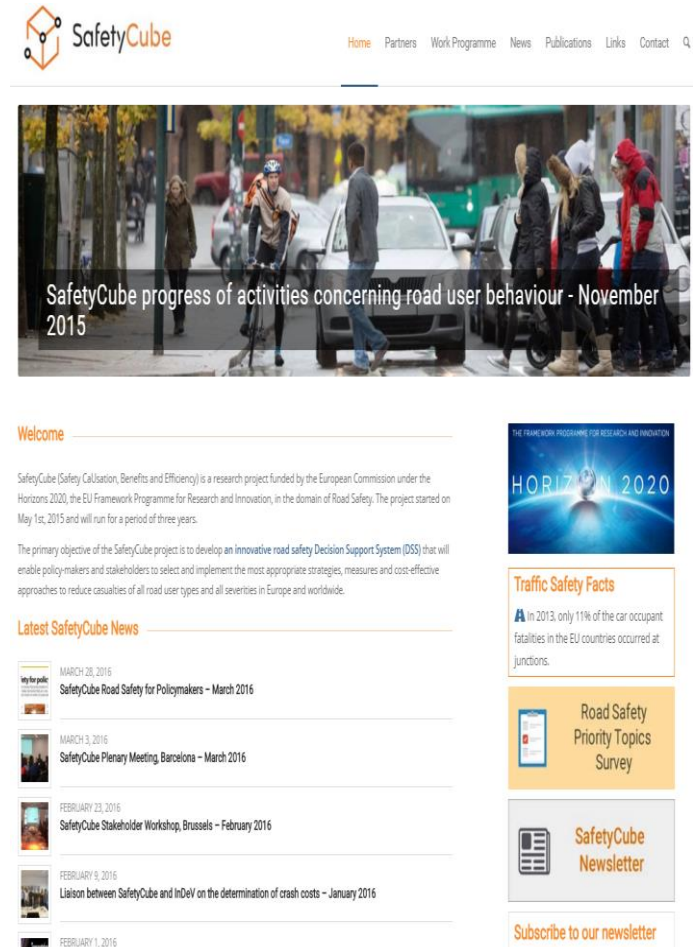 SafetyCube
Home Partners Work Programme News Publications Links Contact
SafetyCube progress of activities concerning road user behaviour - November
2015
Welcome
SafetyCube (Safety CaUsation, Benefits and Efficiency) is a research project funded by the European Commission under the
Horizons 2020, the EU Framework Programme for Research and Innovation, in the domain of Road Safety. The project started on
May 1st, 2015 and will run for a period of three years.
The primary objective of the SafetyCube project is to develop an innovative road safety Decision Support System (DSS) that will
enable policy-makers and stakeholders to select and implement the most appropriate strategies, measures and cost-effective
approaches to reduce casualties of all road user types and all severities in Europe and worldwide.
Latest SafetyCube News
MARCH 28, 2016
SafetyCube Road Safety for Policymakers – March 2016
MARCH 3, 2016
SafetyCube Plenary Meeting, Barcelona – March 2016
FEBRUARY 23, 2016
SafetyCube Stakeholder Workshop, Brussels – February 2016
FEBRUARY 9, 2016
Liaison between SafetyCube and InDeV on the determination of crash costs – January 2016
FEBRUARY 1, 2016
THE FRAMEWORK PROGRAMME FOR RESEARCH AND INNOVATION
HORIZON 2020
Traffic Safety Facts
In 2013, only 11% of the car occupant
fatalities in the EU countries occurred at
junctions.
Road Safety
Priority Topics
Survey
SafetyCube
Newsletter
Subscribe to our newsletter